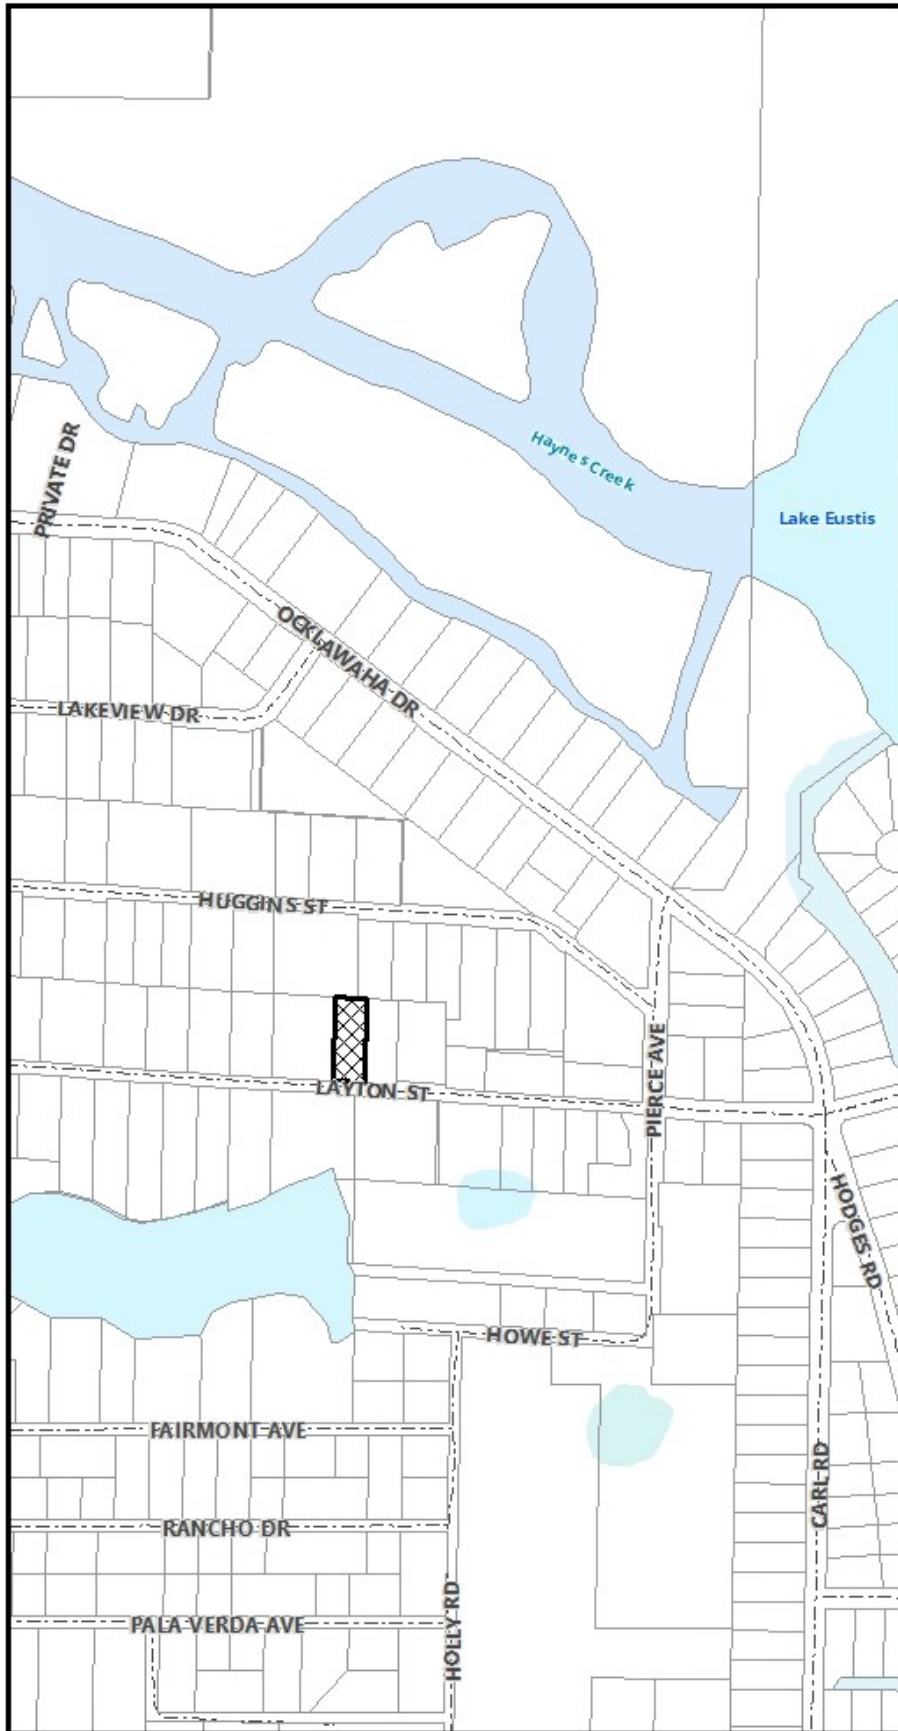 Haynes Creek
Lake Eustis
PRIVATE DR
OCKLAWAHA DR
LAKEVIEW DR
HUGGINS ST
LAYTON ST
PIERCE AVE
HODGES RD
HOWE ST
FAIRMONT AVE
CARL RD
RANCHO DR
HOLLY RD
PALA VERDA AVE